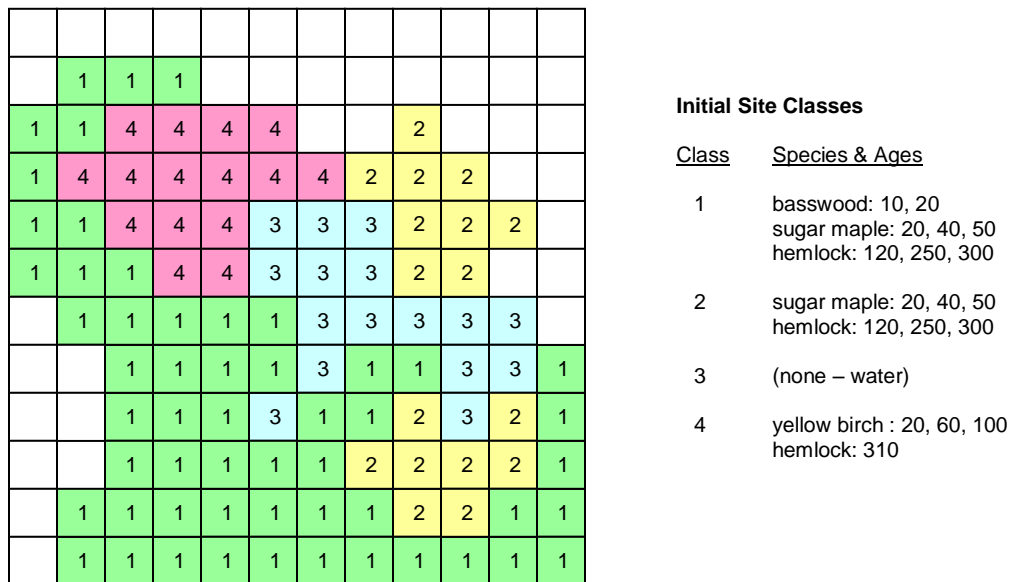 1 1 1
1 1 4 4 4 4 2
1 4 4 4 4 4 4 2 2 2
1 1 4 4 4 3 3 3 2 2 2
1 1 1 4 4 3 3 3 2 2
1 1 1 1 1 3 3 3 3 3
1 1 1 1 3 1 1 3 3 1
1 1 1 3 1 1 2 3 2 1
1 1 1 1 1 2 2 2 2 1
1 1 1 1 1 1 1 2 2 1 1
1 1 1 1 1 1 1 1 1 1 1
Initial Site Classes
Class Species & Ages
1 basswood: 10, 20
sugar maple: 20, 40, 50
hemlock: 120, 250, 300
2 sugar maple: 20, 40, 50
hemlock: 120, 250, 300
3 (none – water)
4 yellow birch : 20, 60, 100
hemlock: 310